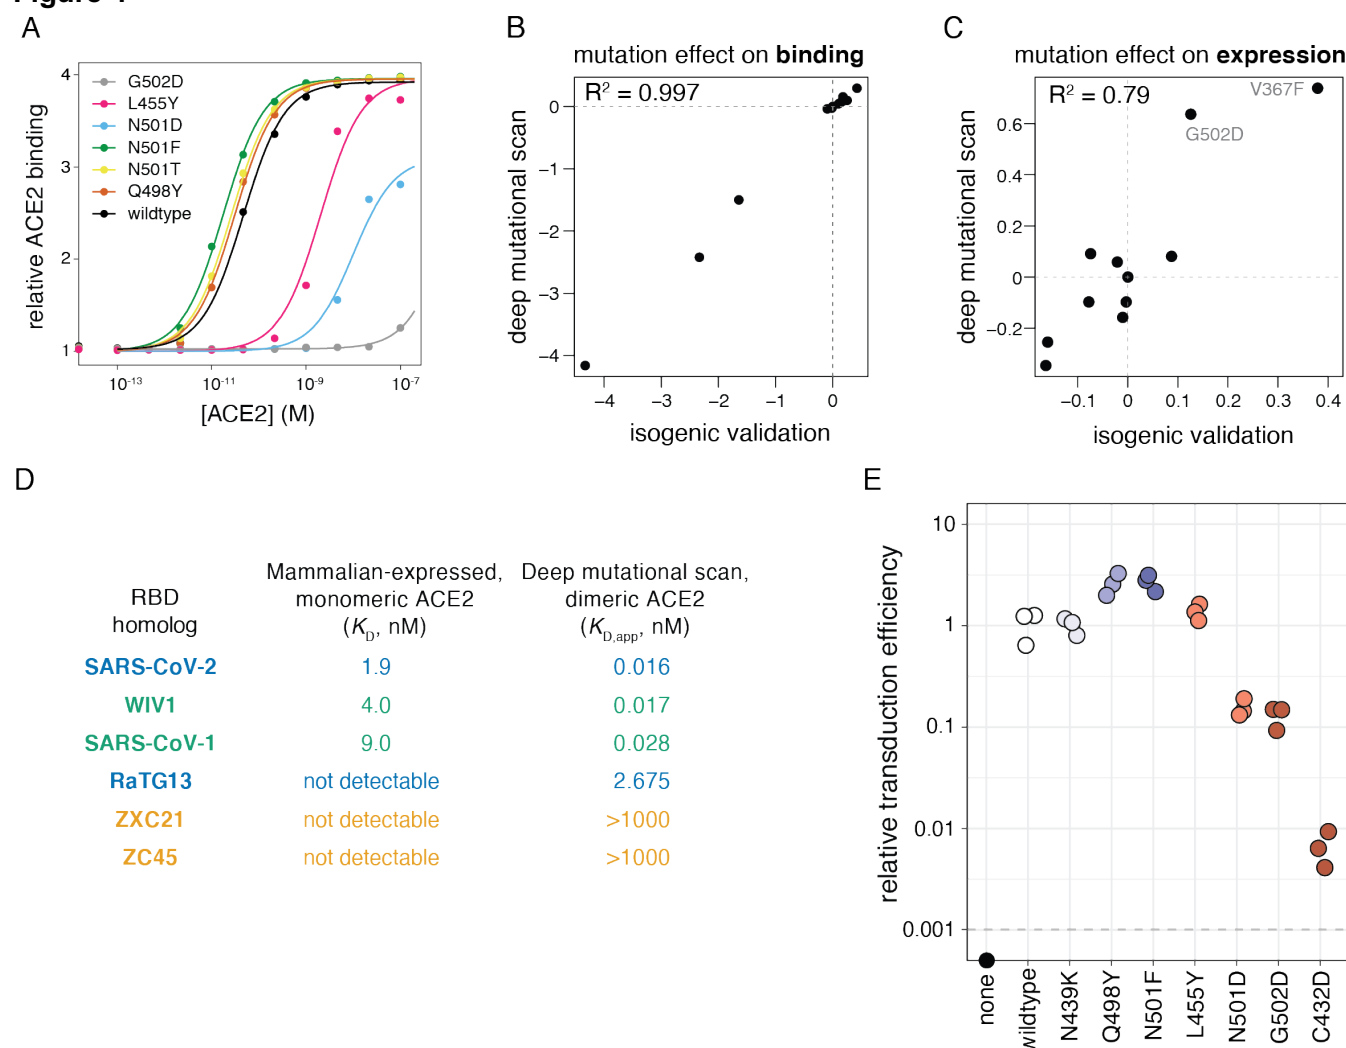 A
relative ACE2 binding
4
3
2
1
G502D
L455Y
N501D
N501F
N501T
Q498Y
wildtype
10-13
10-11
10-9
10-7
[ACE2] (M)
B
mutation effect on binding
R2 = 0.997
deep mutational scan
0
−1
−2
−3
−4
−4
−3
−2
−1
0
isogenic validation
C
mutation effect on expression
R2 = 0.79
V367F
G502D
deep mutational scan
0.6
0.4
0.2
0
−0.2
−0.1
0
0.1
0.2
0.3
0.4
isogenic validation
D
RBD
homolog
Mammalian-expressed,
monomeric ACE2
(KD, nM)
Deep mutational scan,
dimeric ACE2
(KD,app, nM)
SARS-CoV-2 1.9 0.016
WIV1 4.0 0.017
SARS-CoV-1 9.0 0.028
RaTG13 not detectable 2.675
ZXC21 not detectable >1000
ZC45 not detectable >1000
E
relative transduction efficiency
10
1
0.1
0.01
0.001
none
wildtype
N439K
Q498Y
N501F
L455Y
N501D
G502D
C432D